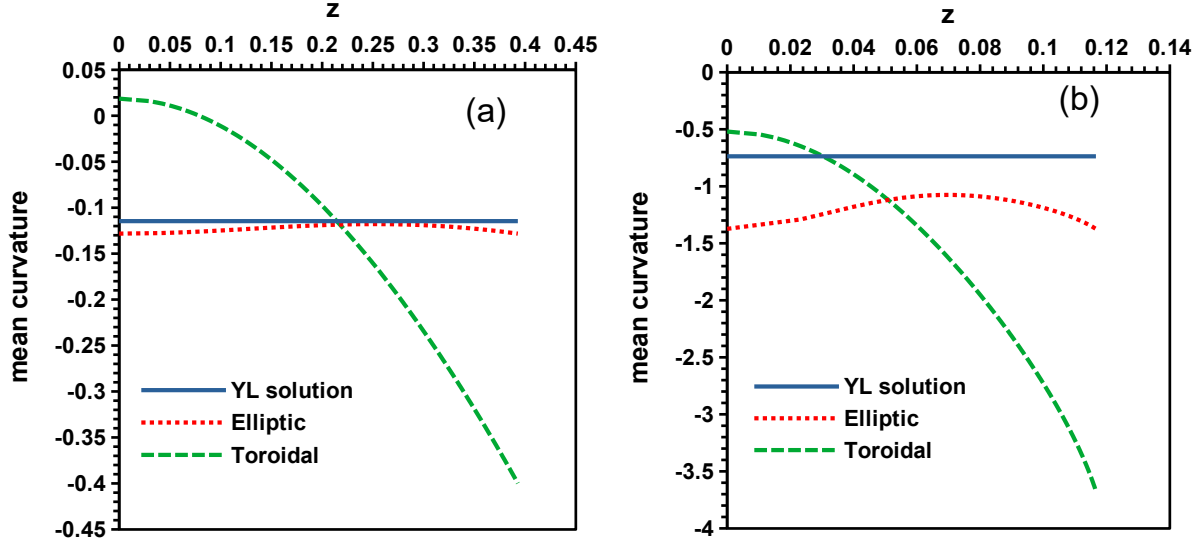 z
0 0.05 0.1 0.15 0.2 0.25 0.3 0.35 0.4 0.45
0.05
0
-0.05
-0.1
-0.15
-0.2
-0.25
-0.3
-0.35
-0.4
-0.45
mean curvature
(a)
YL solution
Elliptic
Toroidal
z
0 0.02 0.04 0.06 0.08 0.1 0.12 0.14
0
-0.5
-1
-1.5
-2
-2.5
-3
-3.5
-4
mean curvature
(b)
YL solution
Elliptic
Toroidal